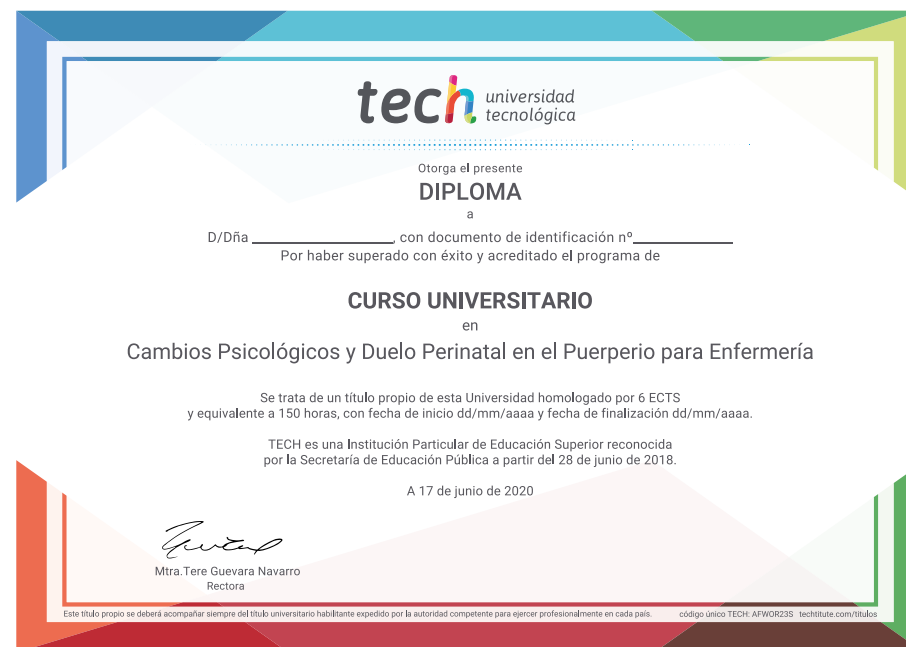 tech universidad
tecnológica
Otorga el presente
DIPLOMA
a
D/Dña ____________________, con documento de identificación nº______________
Por haber superado con éxito y acreditado el programa de
CURSO UNIVERSITARIO
en
Cambios Psicológicos y Duelo Perinatal en el Puerperio para Enfermería
Se trata de un título propio de esta Universidad homologado por 6 ECTS
y equivalente a 150 horas, con fecha de inicio dd/mm/aaaa y fecha de finalización dd/mm/aaaa.
TECH es una Institución Particular de Educación Superior reconocida
por la Secretaría de Educación Pública a partir del 28 de junio de 2018.
A 17 de junio de 2020
Mtra.Tere Guevara Navarro
Rectora
Este título propio se deberá acompañar siempre del título universitario habilitante expedido por la autoridad competente para ejercer profesionalmente en cada país. código único TECH: AFWOR23S techtitute.com/titulos